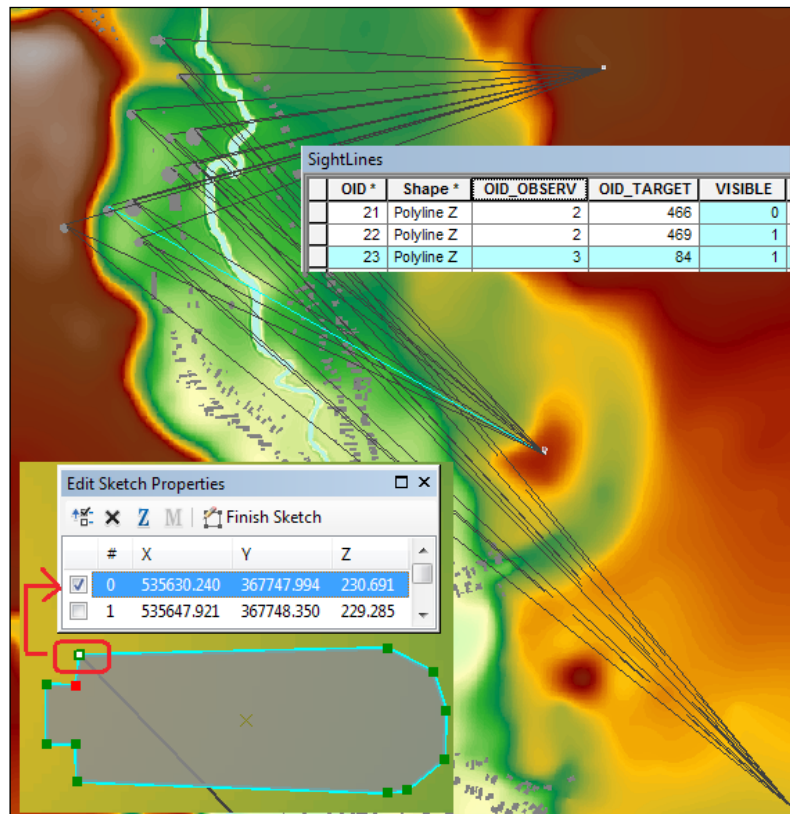 SightLines
OID * Shape * OID_OBSERV OID_TARGET VISIBLE
21 Polyline Z 2 466 0
22 Polyline Z 2 469 1
23 Polyline Z 3 84 1
Edit Sketch Properties
Z M Finish Sketch
# X Y Z
0 535630.240 367747.994 230.691
1 535647.921 367748.350 229.285